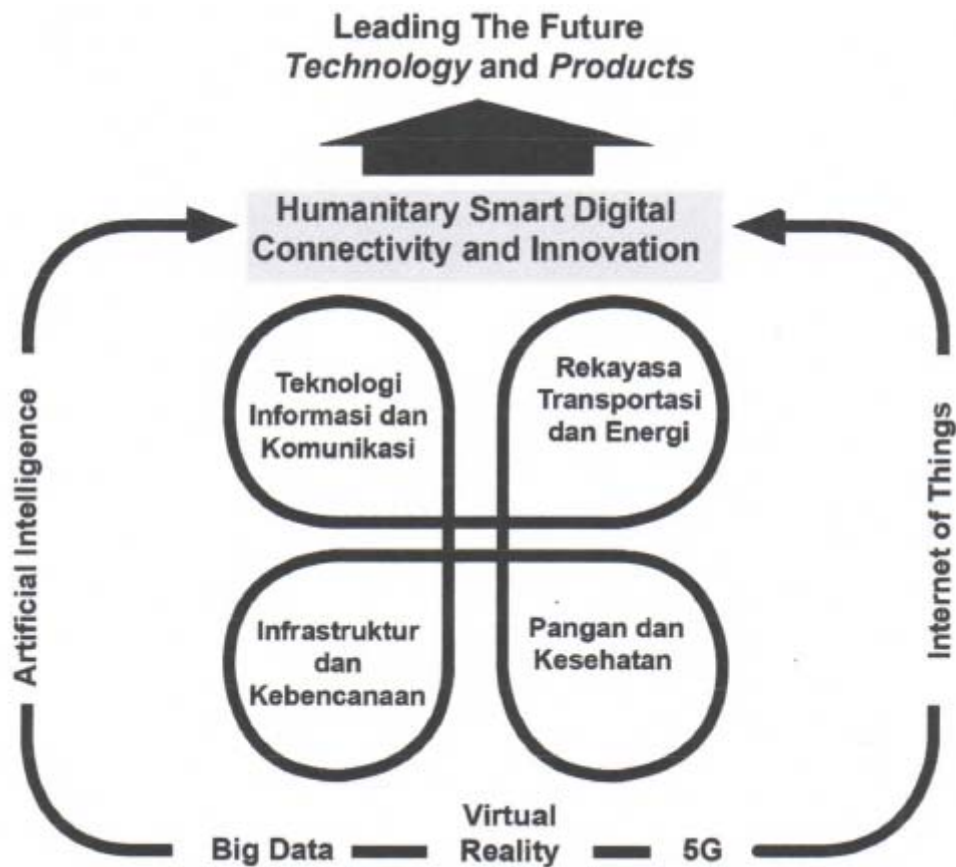 Leading The Future
Technology and Products
Humanitary Smart Digital
Connectivity and Innovation
Teknologi
Informasi dan
Komunikasi
Rekayasa
Transportasi
dan Energi
Infrastruktur
dan
Kebencanaan
Pangan dan
Kesehatan
Artificial Intelligence
Internet of Things
Big Data
Virtual
Reality
5G